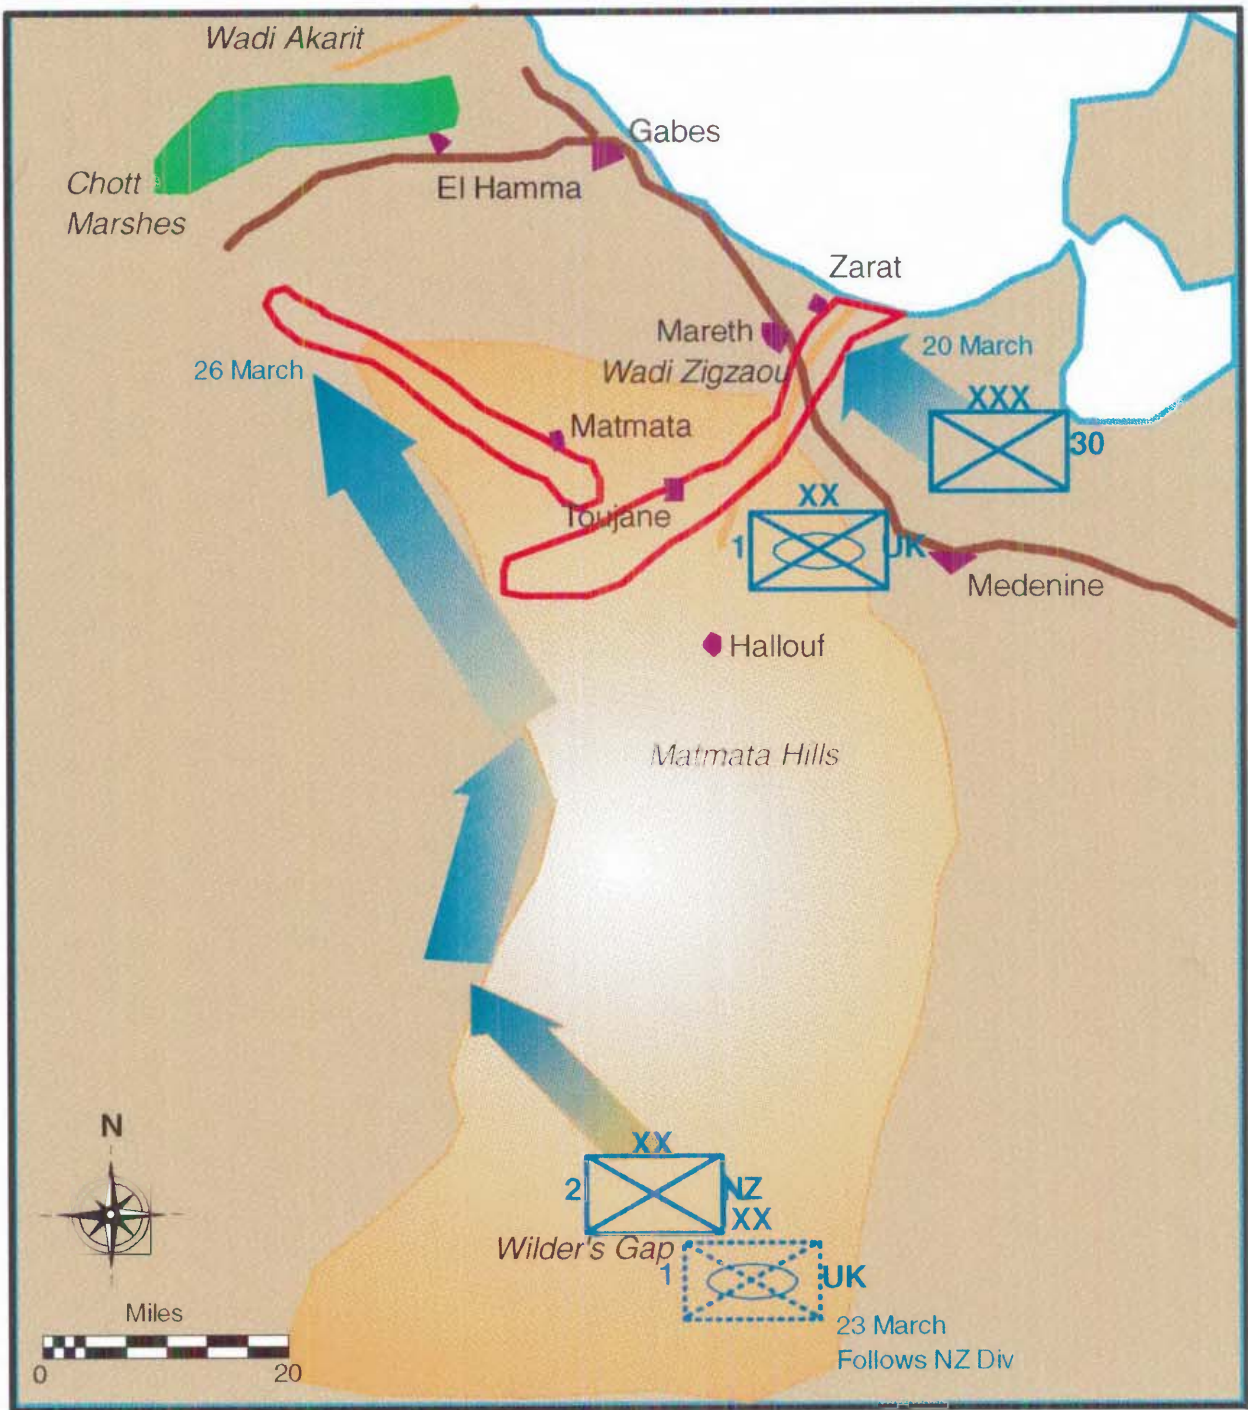 Wadi Akarit
Gabes
El Hamma
Chott
Marshes
Zarat
Mareth
20 March
26 March
Wadi Zigzaou
XXX
30
Matmata
XX
Toujane
1
UK
Medenine
Hallouf
Matmata Hills
N
XX
2
NZ
XX
Wilder's Gap
1
UK
Miles
23 March
0
20
Follows NZ Div